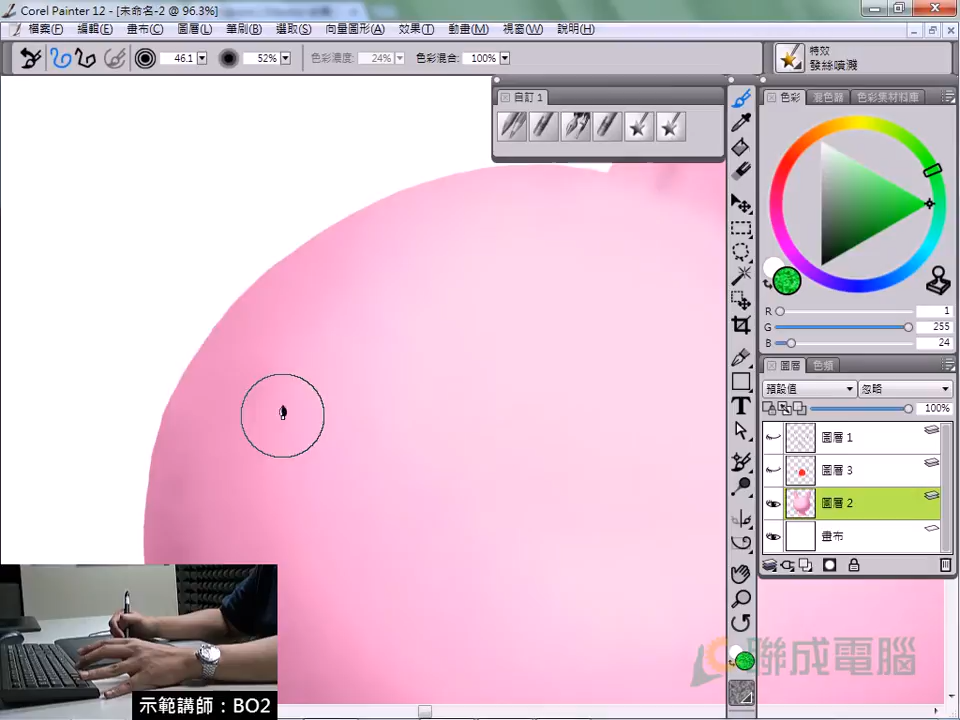 Corel Painter 12 - [未命名-2 @ 96.3%]
檔案(F) 編輯(E) 畫布(C) 圖層(L) 筆刷(B) 選取(S) 向量圖形(A) 效果(T) 動畫(M) 視窗(W) 說明(H)
46.1 52% 色彩濃度: 24% 色彩混合: 100%
特效
發絲噴濺
自訂 1
色彩 混色器 色彩集材料庫
R 1
G 255
B 24
圖層 色頻
預設值 忽略
100%
圖層 1
圖層 3
圖層 2
畫布
T
聯成電腦
示範講師：BO2